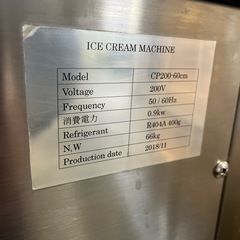 ICE CREAM MACHINE
Model CP200-60cm
Voltage 200V
Frequency 50 / 60Hz
消費電力 0.9kw
Refrigerant R404A 400g
N,W 66kg
Production date 2018/11